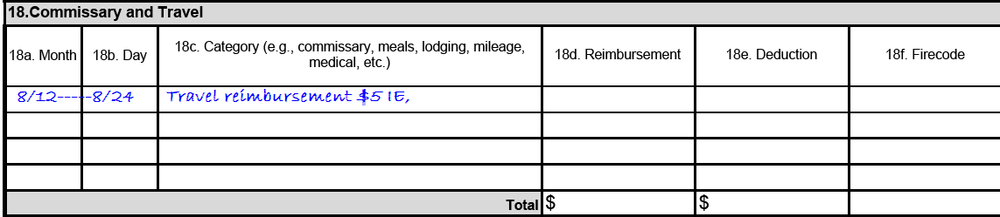 18.Commissary and Travel
18a. Month 18b. Day 18c. Category (e.g., commissary, meals, lodging, mileage, medical, etc.) 18d. Reimbursement 18e. Deduction 18f. Firecode
8/12-----8/24 Travel reimbursement $5 IE,
Total $ $